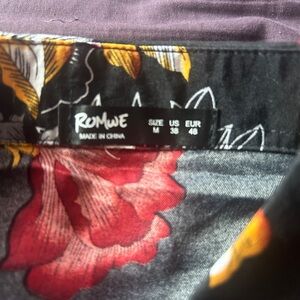 ROMWE
MADE IN CHINA
SIZE US EUR
M 38 48